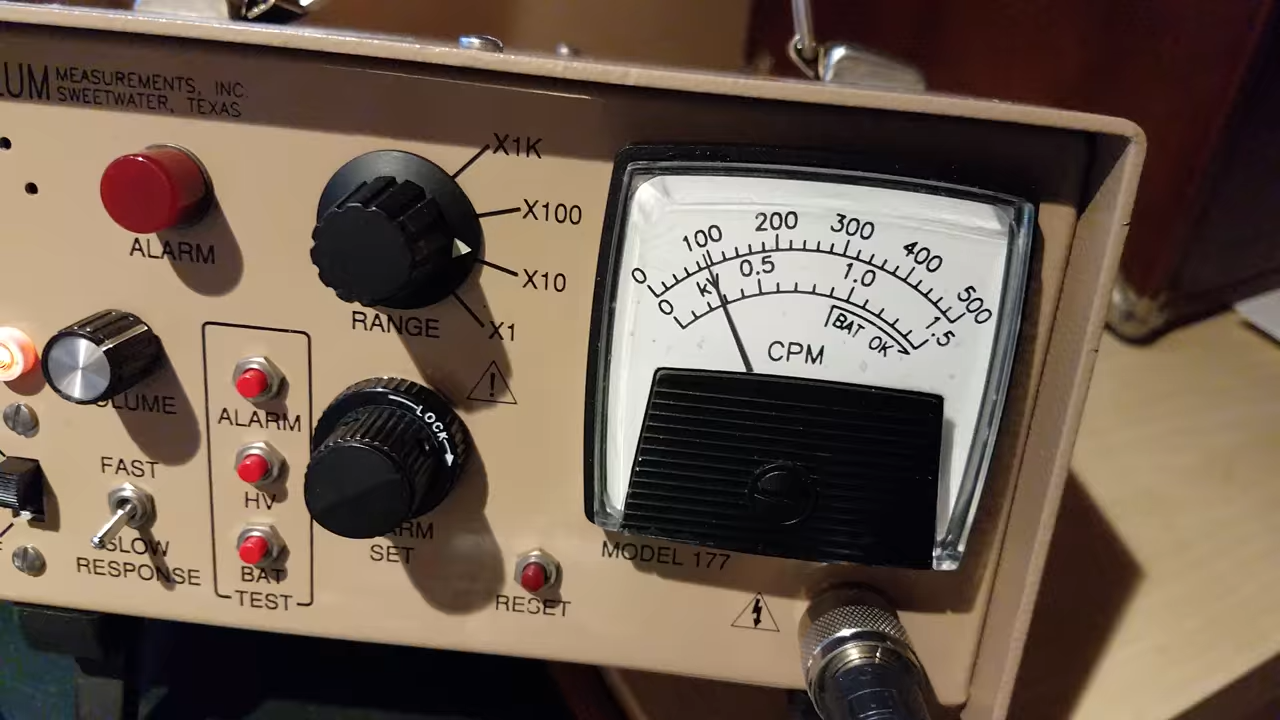 LUM MEASUREMENTS, INC.
SWEETWATER, TEXAS
ALARM
X1K
X100
X10
X1
RANGE
0 100 200 300 400 500
0 kV 0.5 1.0 1.5
BAT OK
CPM
!
LUME
FAST
SLOW
RESPONSE
ALARM
HV
BAT
TEST
LOCK
ARM
SET
RESET
MODEL 177